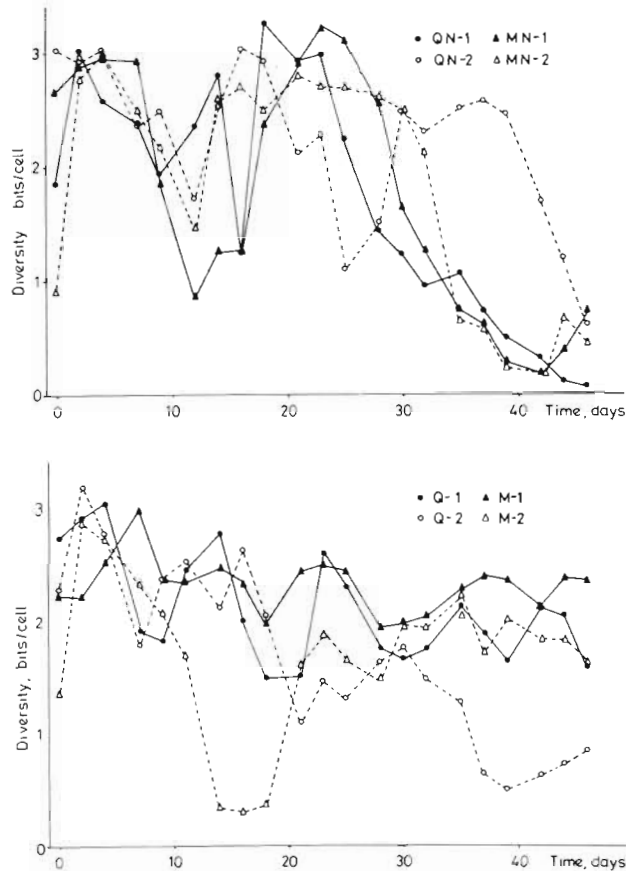 3
2
1
0
Diversity bits/cell
QN-1 MN-1
QN-2 MN-2
0 10 20 30 40 Time, days
3
2
1
0
Diversity, bits/cell
Q-1 M-1
Q-2 M-2
0 10 20 30 40 Time, days